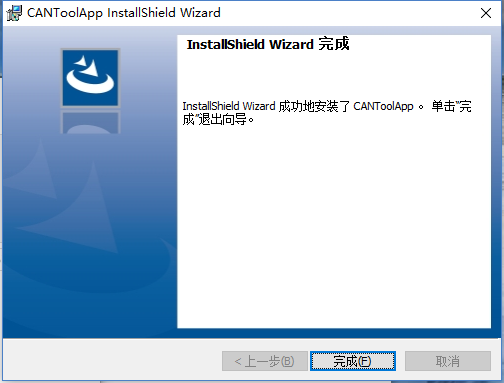 CANToolApp InstallShield Wizard
InstallShield Wizard 完成
InstallShield Wizard 成功地安装了 CANToolApp 。 单击"完
成"退出向导。
< 上一步(B)
完成(F)
取消